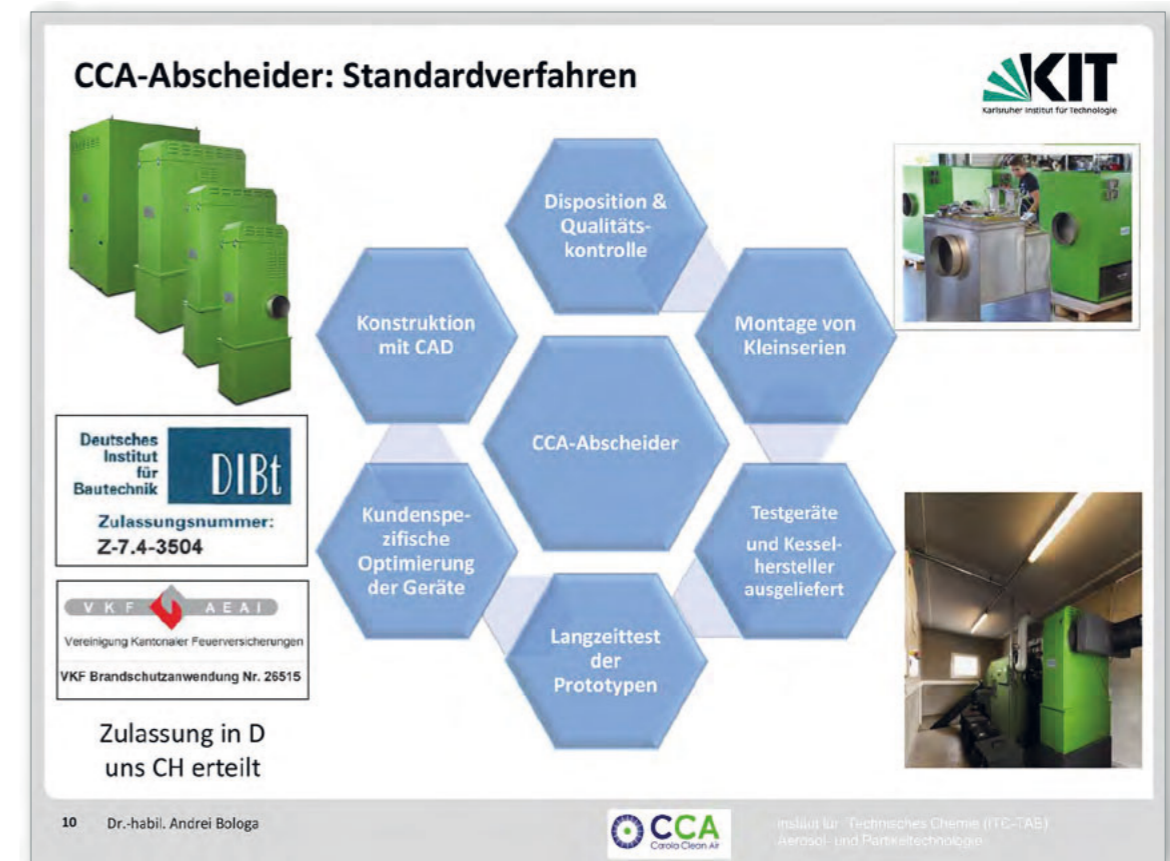 CCA-Abscheider: Standardverfahren
KIT
Karlsruher Institut für Technologie
Disposition &
Qualitäts-
kontrolle
Konstruktion
mit CAD
Montage von
Kleinserien
CCA-Abscheider
Deutsches
Institut
für
Bautechnik
DIBt
Zulassungsnummer:
Z-7.4-3504
Kundenspe-
zifische
Optimierung
der Geräte
Testgeräte
und Kessel-
hersteller
ausgeliefert
VKF AEAI
Vereinigung Kantonaler Feuerversicherungen
VKF Brandschutzanwendung Nr. 26515
Langzeittest
der
Prototypen
Zulassung in D
uns CH erteilt
10 Dr.-habil. Andrei Bologa
CCA
Carola Clean Air
Institut für Technisches Chemie (ITC-TAB)
Aerosol- und Partikeltechnologie